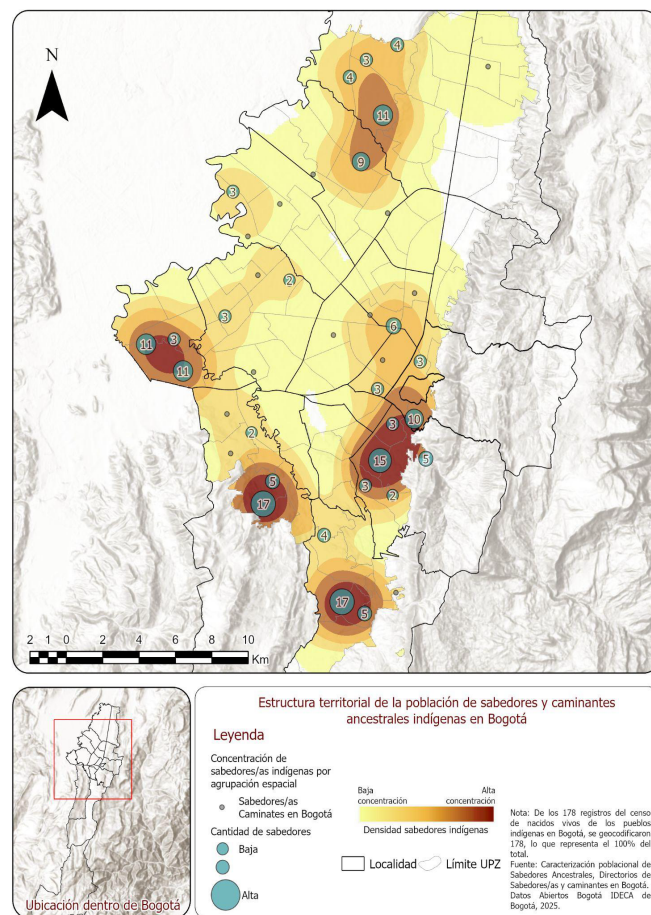 N
4
3
4
11
9
3
2
3
6
11
3
11
3
3
3
10
2
15
5
5
3
2
17
4
17
5
2 1 0 2 4 6 8 10
Km
Ubicación dentro de Bogotá
Estructura territorial de la población de sabedores y caminantes
ancestrales indígenas en Bogotá
Leyenda
Concentración de
sabedores/as indígenas por
agrupación espacial
Sabedores/as
Caminates en Bogotá
Cantidad de sabedores
Baja
Alta
Baja
concentración
Alta
concentración
Densidad sabedores indígenas
Localidad
Límite UPZ
Nota: De los 178 registros del censo
de nacidos vivos de los pueblos
indígenas en Bogotá, se geocodificaron
178, lo que representa el 100% del
total.
Fuente: Caracterización poblacional de
Sabedores Ancestrales, Directorios de
Sabedores/as y caminantes en Bogotá.
Datos Abiertos Bogotá IDECA de
Bogotá, 2025.